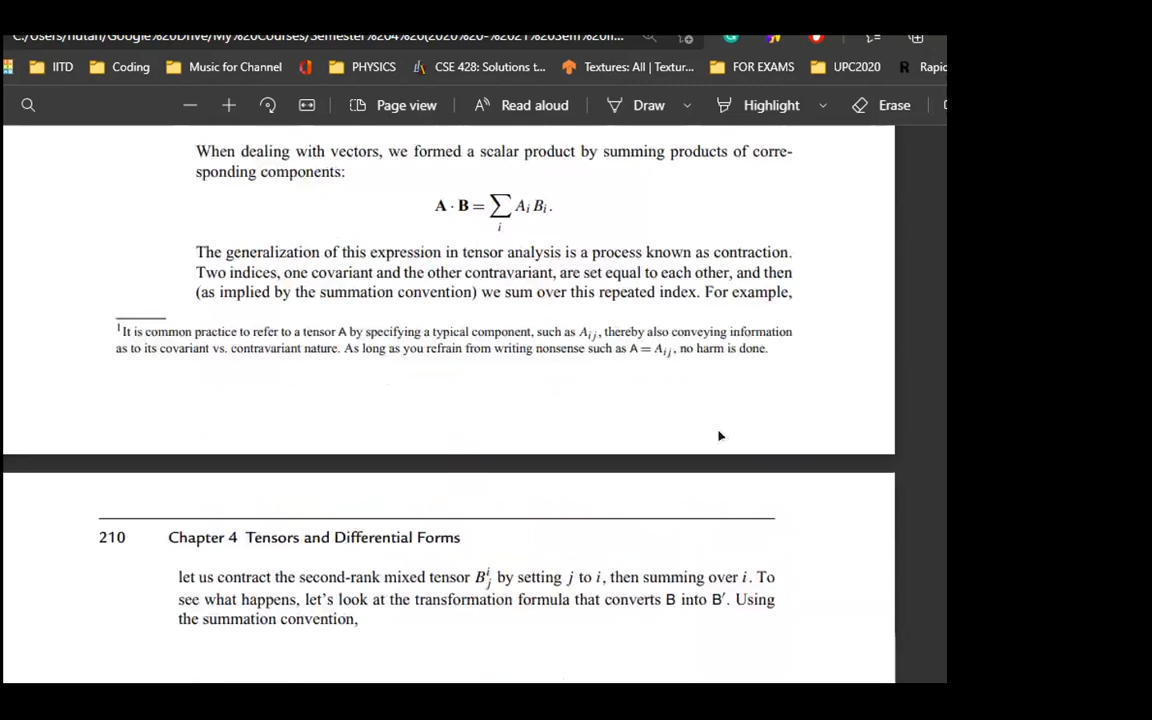 C:/Users/nutan/Google%20Drive/My%20Courses/Semester%204%20(2020%20-%2021%20Sem%20II...
IITD Coding Music for Channel PHYSICS CSE 428: Solutions t... Textures: All | Textur... FOR EXAMS UPC2020 R Rapid
Page view Read aloud Draw Highlight Erase
When dealing with vectors, we formed a scalar product by summing products of corre-
sponding components:
A · B = ∑ A_i B_i.
i
The generalization of this expression in tensor analysis is a process known as contraction.
Two indices, one covariant and the other contravariant, are set equal to each other, and then
(as implied by the summation convention) we sum over this repeated index. For example,
¹It is common practice to refer to a tensor A by specifying a typical component, such as A_ij, thereby also conveying information
as to its covariant vs. contravariant nature. As long as you refrain from writing nonsense such as A = A_ij, no harm is done.
210 Chapter 4 Tensors and Differential Forms
let us contract the second-rank mixed tensor B^i_j by setting j to i, then summing over i. To
see what happens, let's look at the transformation formula that converts B into B′. Using
the summation convention,